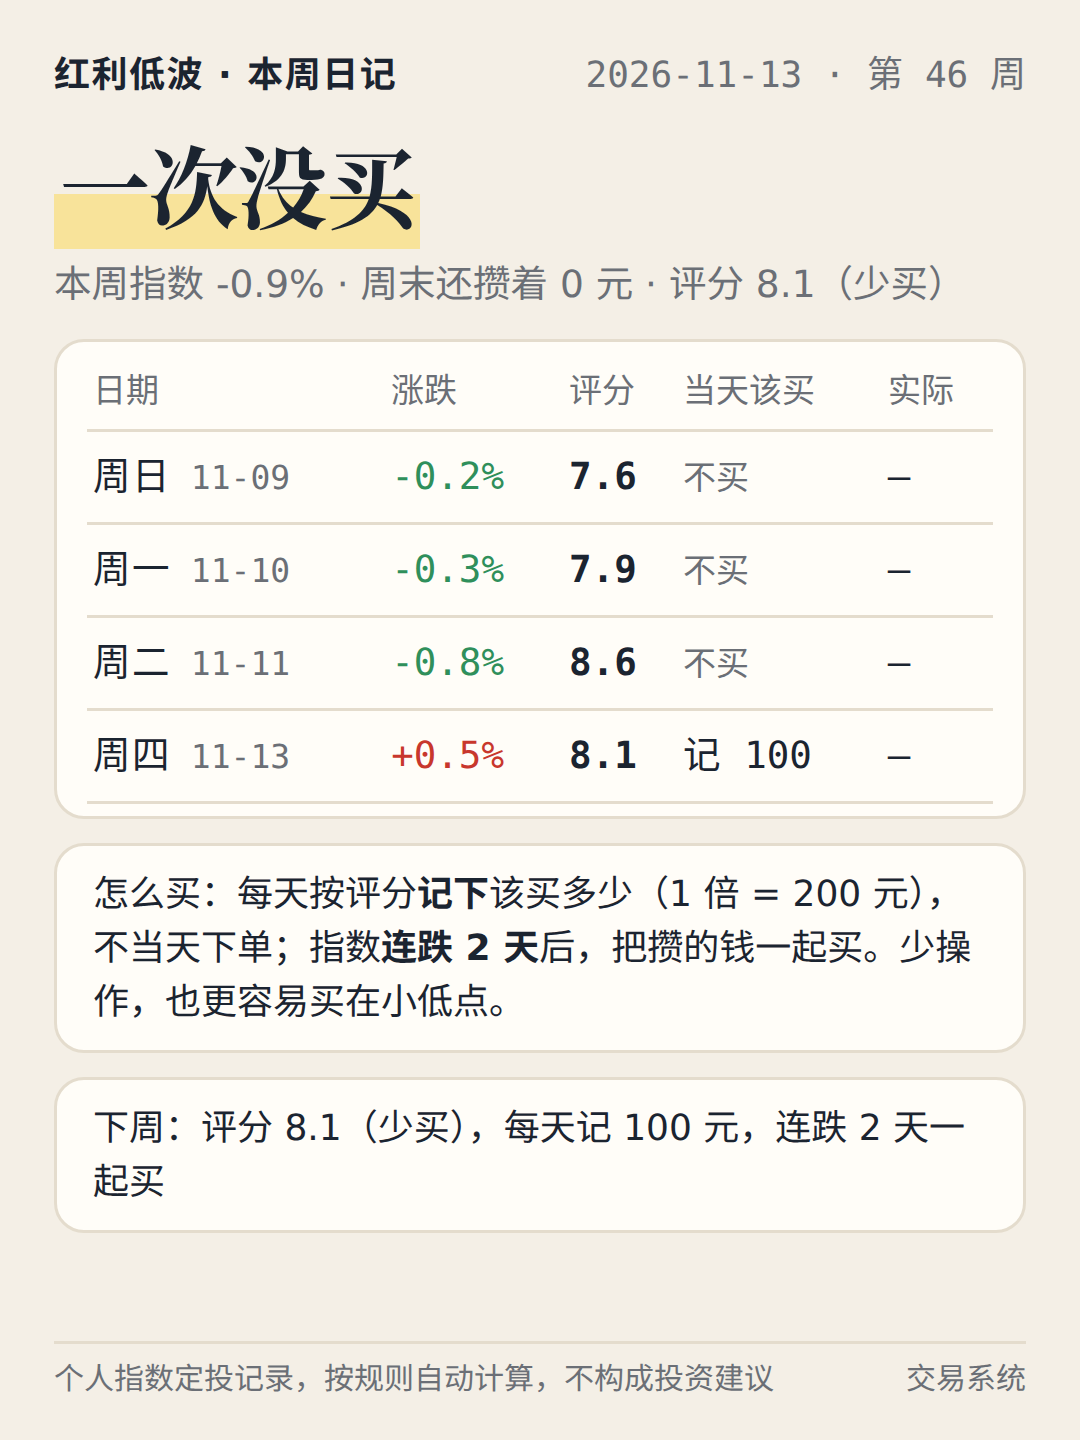 红利低波 · 本周日记
2026-11-13 · 第 46 周
一次没买
本周指数 -0.9% · 周末还攒着 0 元 · 评分 8.1（少买）
日期 涨跌 评分 当天该买 实际
周日 11-09 -0.2% 7.6 不买 —
周一 11-10 -0.3% 7.9 不买 —
周二 11-11 -0.8% 8.6 不买 —
周四 11-13 +0.5% 8.1 记 100 —
怎么买：每天按评分记下该买多少（1 倍 = 200 元），
不当天下单；指数连跌 2 天后，把攒的钱一起买。少操
作，也更容易买在小低点。
下周：评分 8.1（少买），每天记 100 元，连跌 2 天一
起买
个人指数定投记录，按规则自动计算，不构成投资建议
交易系统